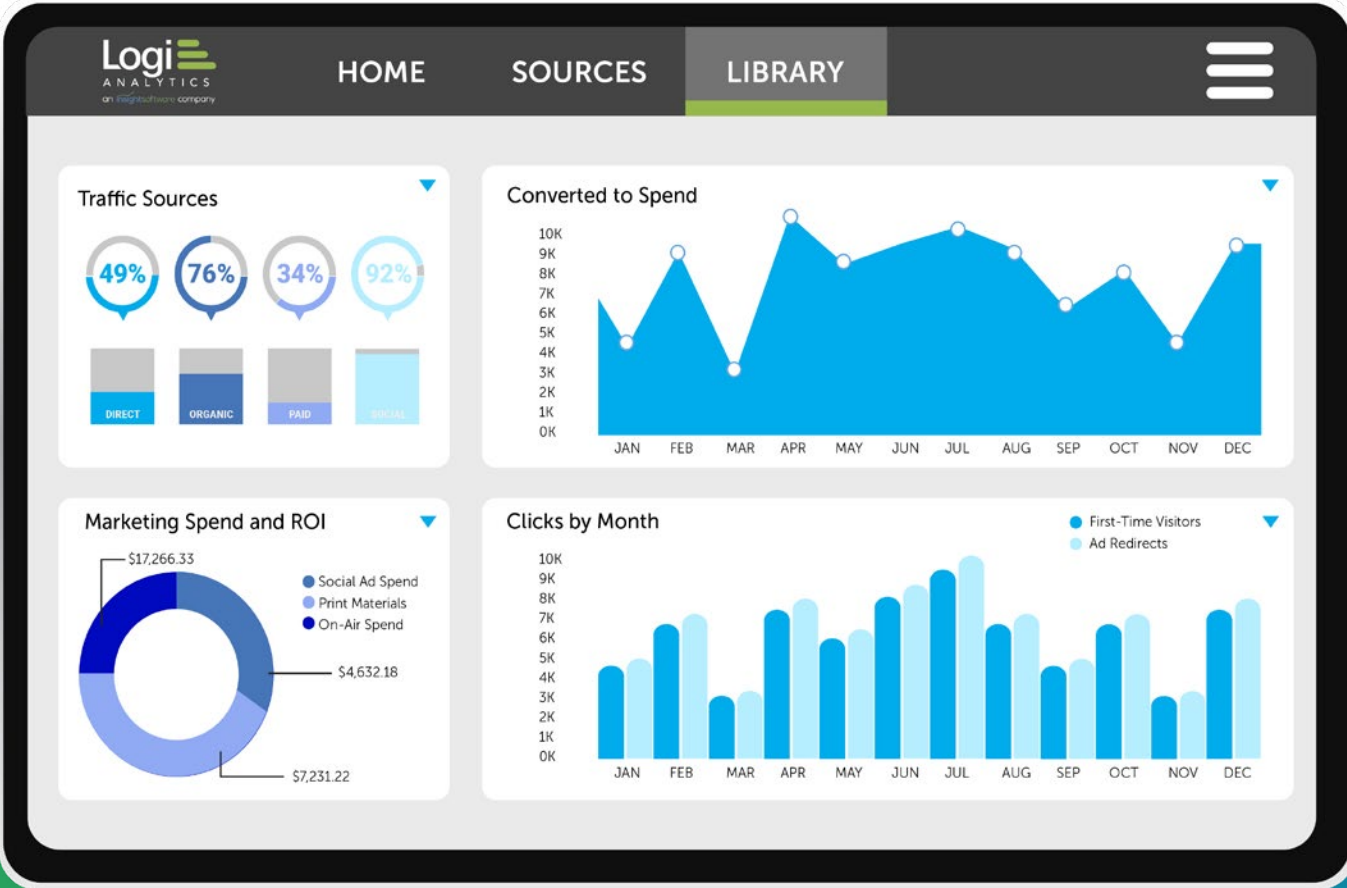 Logi
ANALYTICS
an insightsoftware company
HOME SOURCES LIBRARY
Traffic Sources
49% 76% 34% 92%
DIRECT ORGANIC PAID SOCIAL
Converted to Spend
10K
9K
8K
7K
6K
5K
4K
3K
2K
1K
0K
JAN FEB MAR APR MAY JUN JUL AUG SEP OCT NOV DEC
Marketing Spend and ROI
$17,266.33
Social Ad Spend
Print Materials
On-Air Spend
$4,632.18
$7,231.22
Clicks by Month
First-Time Visitors
Ad Redirects
10K
9K
8K
7K
6K
5K
4K
3K
2K
1K
0K
JAN FEB MAR APR MAY JUN JUL AUG SEP OCT NOV DEC